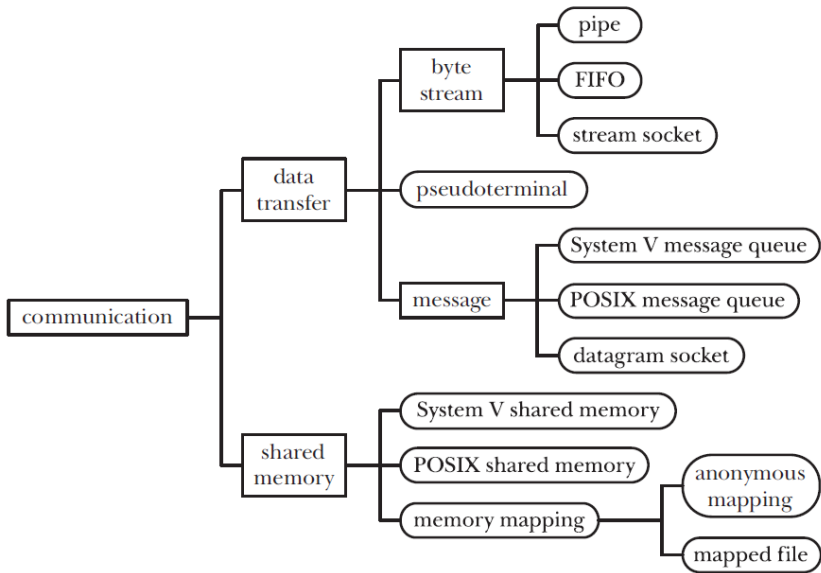 pipe
byte
stream
FIFO
stream socket
data
transfer
pseudoterminal
System V message queue
message
POSIX message queue
datagram socket
communication
System V shared memory
shared
memory
POSIX shared memory
memory mapping
anonymous
mapping
mapped file